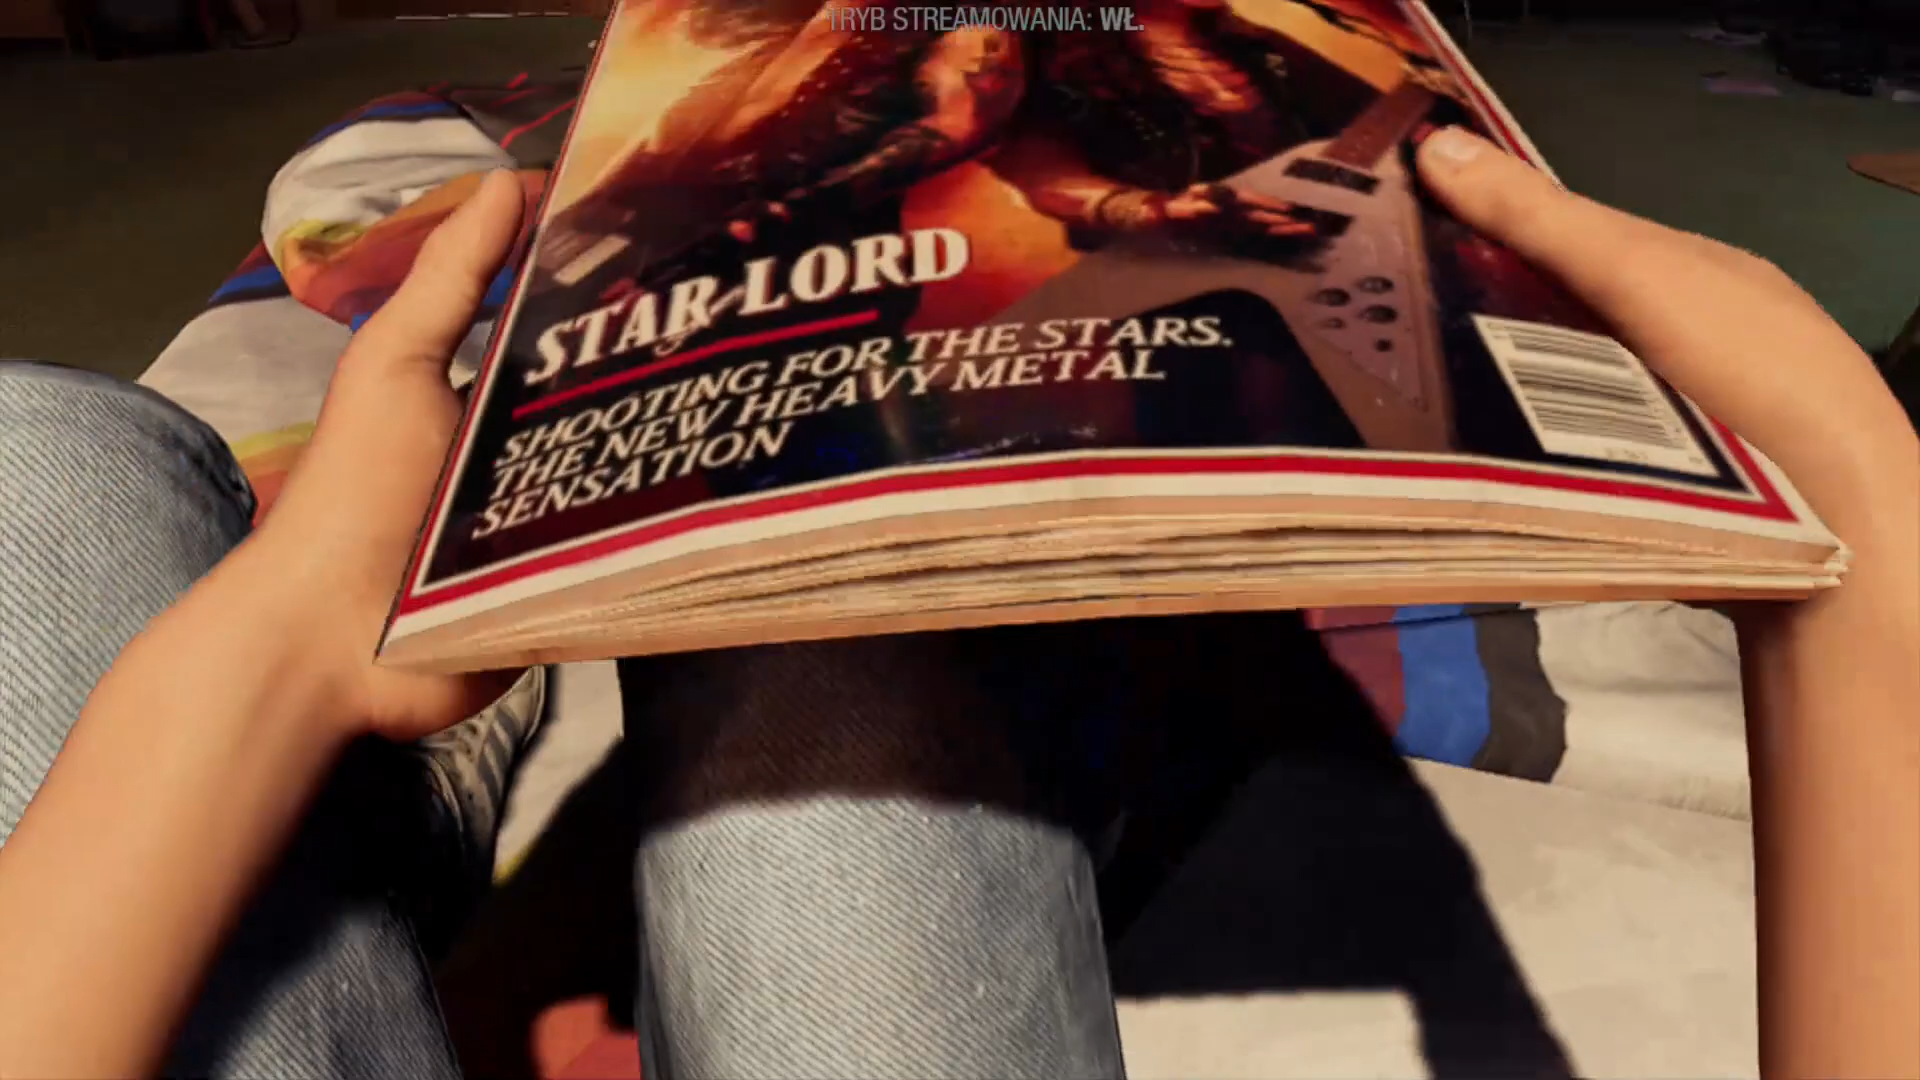 TRYB STREAMOWANIA: WŁ.
STAR-LORD
SHOOTING FOR THE STARS.
THE NEW HEAVY METAL
SENSATION